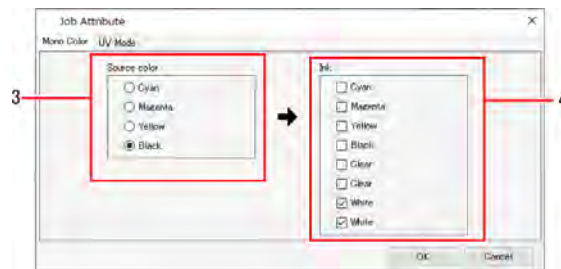 Job Attribute
Mono Color UV Mode
Source color
Cyan
Magenta
Yellow
Black
Ink
Cyan
Magenta
Yellow
Black
Clear
Clear
White
White
OK Cancel
3
4